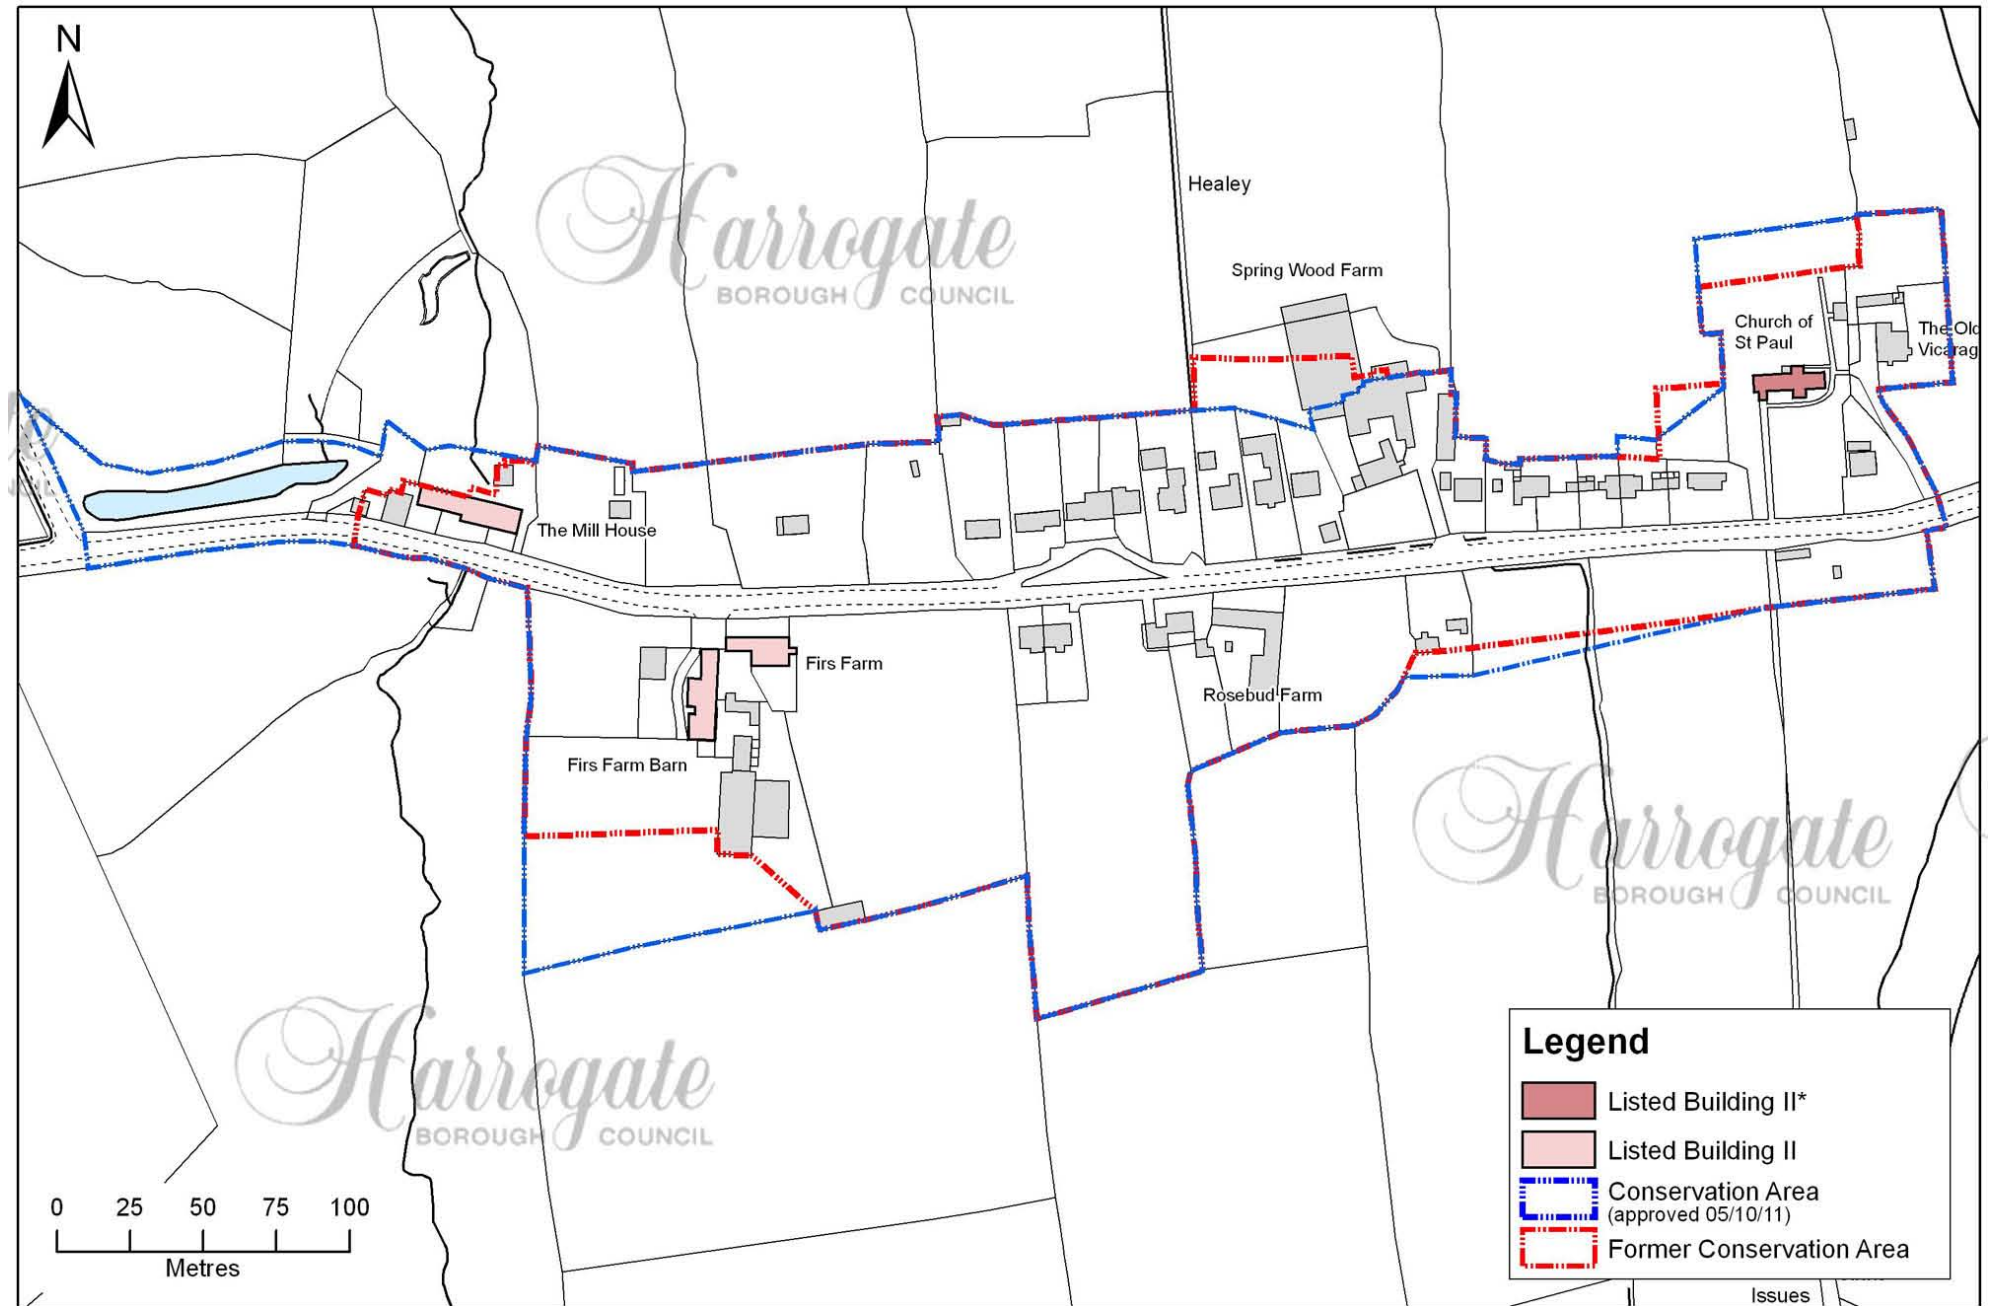 N
Harrogate
BOROUGH COUNCIL
Healey
Spring Wood Farm
Church of
St Paul
The Old
Vicarag
The Mill House
Firs Farm
Rosebud Farm
Firs Farm Barn
Harrogate
BOROUGH COUNCIL
Harrogate
BOROUGH COUNCIL
0 25 50 75 100
Metres
Legend
Listed Building II*
Listed Building II
Conservation Area
(approved 05/10/11)
Former Conservation Area
Issues